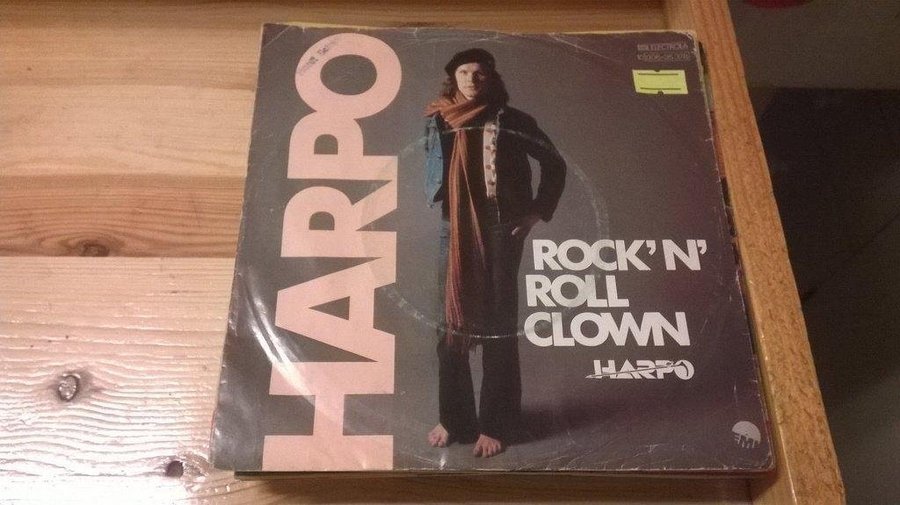 HARPO
ELECTROLA
ROCK'N'
ROLL
CLOWN
HARPO
EMI